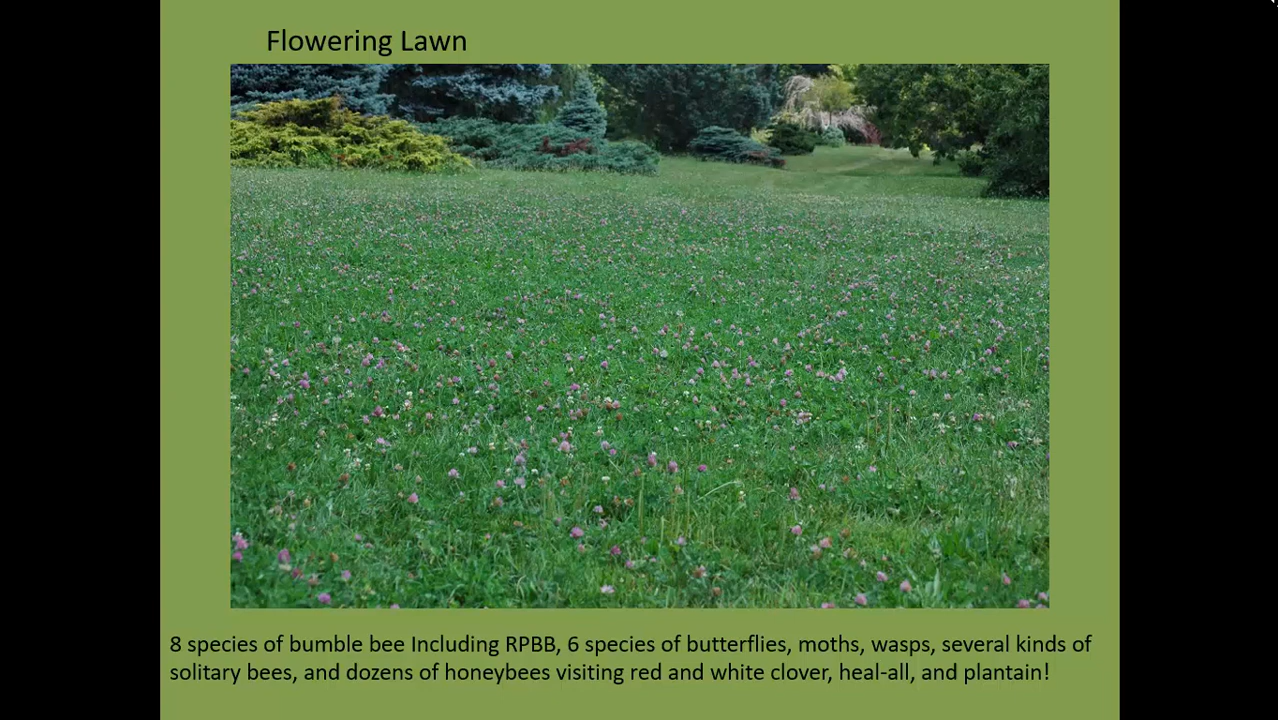 Flowering Lawn
8 species of bumble bee Including RPBB, 6 species of butterflies, moths, wasps, several kinds of
solitary bees, and dozens of honeybees visiting red and white clover, heal-all, and plantain!